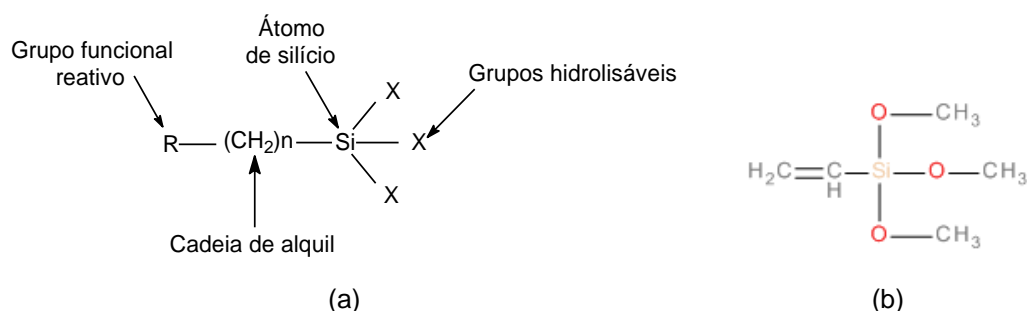 Átomo
de silício
Grupo funcional
reativo
Grupos hidrolisáveis
X
R (CH2)n Si X
X
Cadeia de alquil
(a)
O CH3
H2C C
H Si O CH3
O CH3
(b)